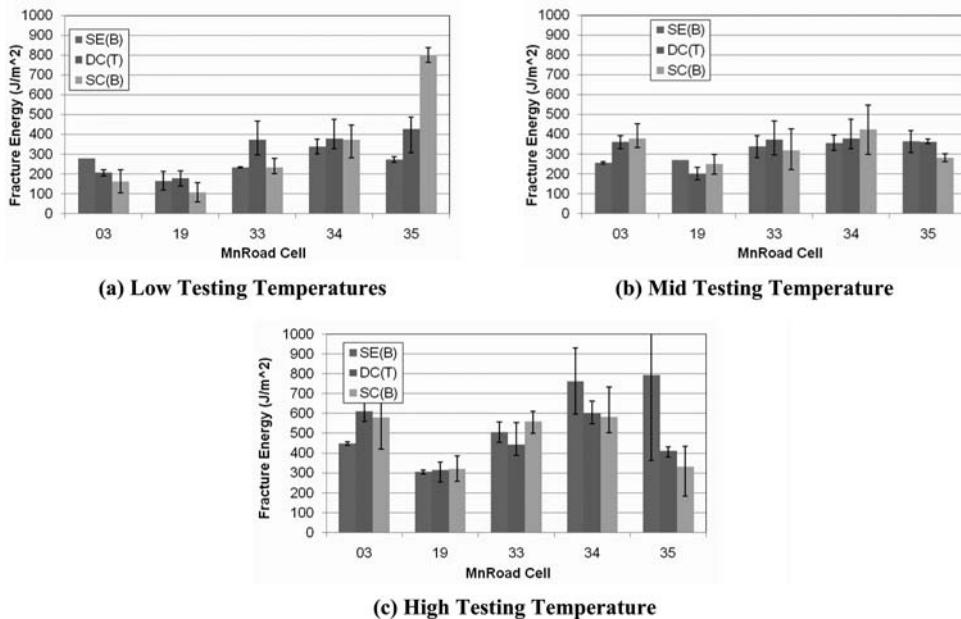 1000
900
800
700
600
500
400
300
200
100
0
Fracture Energy (J/m^2)
SE(B)
DC(T)
SC(B)
03 19 33 34 35
MnRoad Cell
(a) Low Testing Temperatures
1000
900
800
700
600
500
400
300
200
100
0
Fracture Energy (J/m^2)
SE(B)
DC(T)
SC(B)
03 19 33 34 35
MnRoad Cell
(b) Mid Testing Temperature
1000
900
800
700
600
500
400
300
200
100
0
Fracture Energy (J/m^2)
SE(B)
DC(T)
SC(B)
03 19 33 34 35
MnRoad Cell
(c) High Testing Temperature